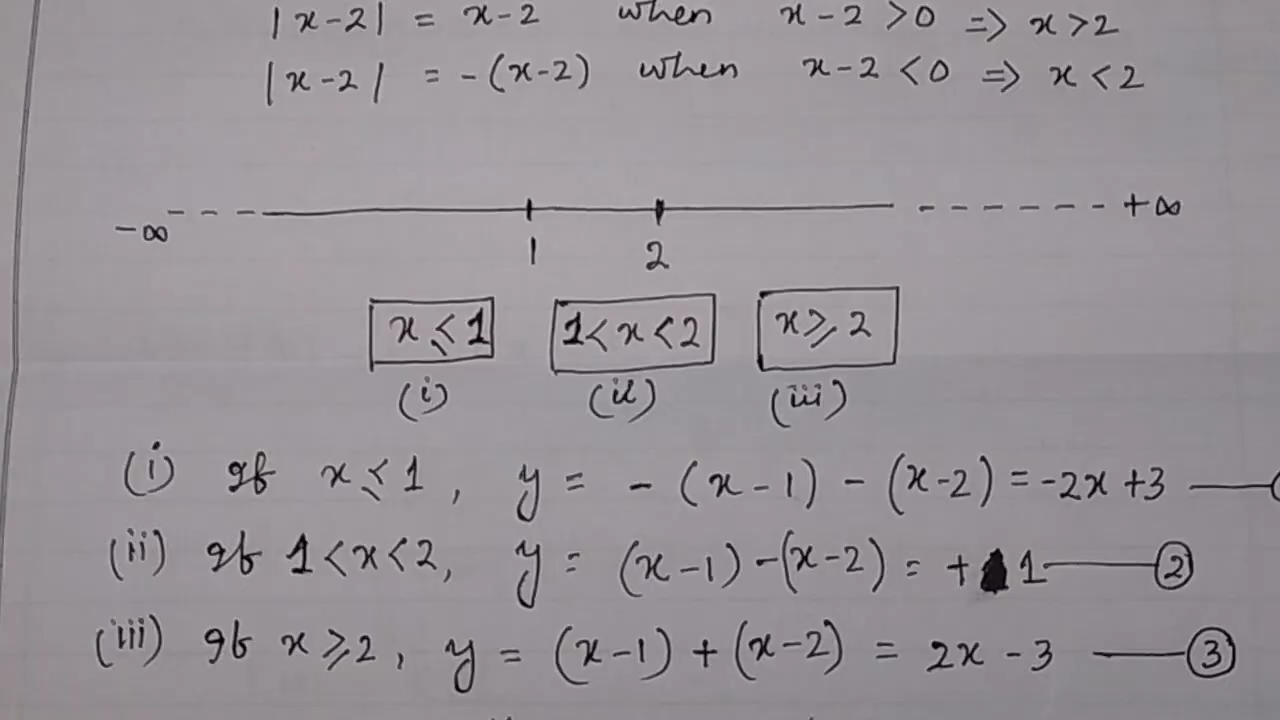 |x-2| = x-2 when x-2 >0 => x>2
|x-2| = -(x-2) when x-2 <0 => x<2
-∞ +∞
1 2
x ⩽ 1 1<x<2 x⩾2
(i) (ii) (iii)
(i) If x⩽1, y = -(x-1) - (x-2) = -2x+3
(ii) If 1<x<2, y = (x-1)-(x-2) = +1 ②
(iii) If x⩾2, y = (x-1)+(x-2) = 2x-3 ③